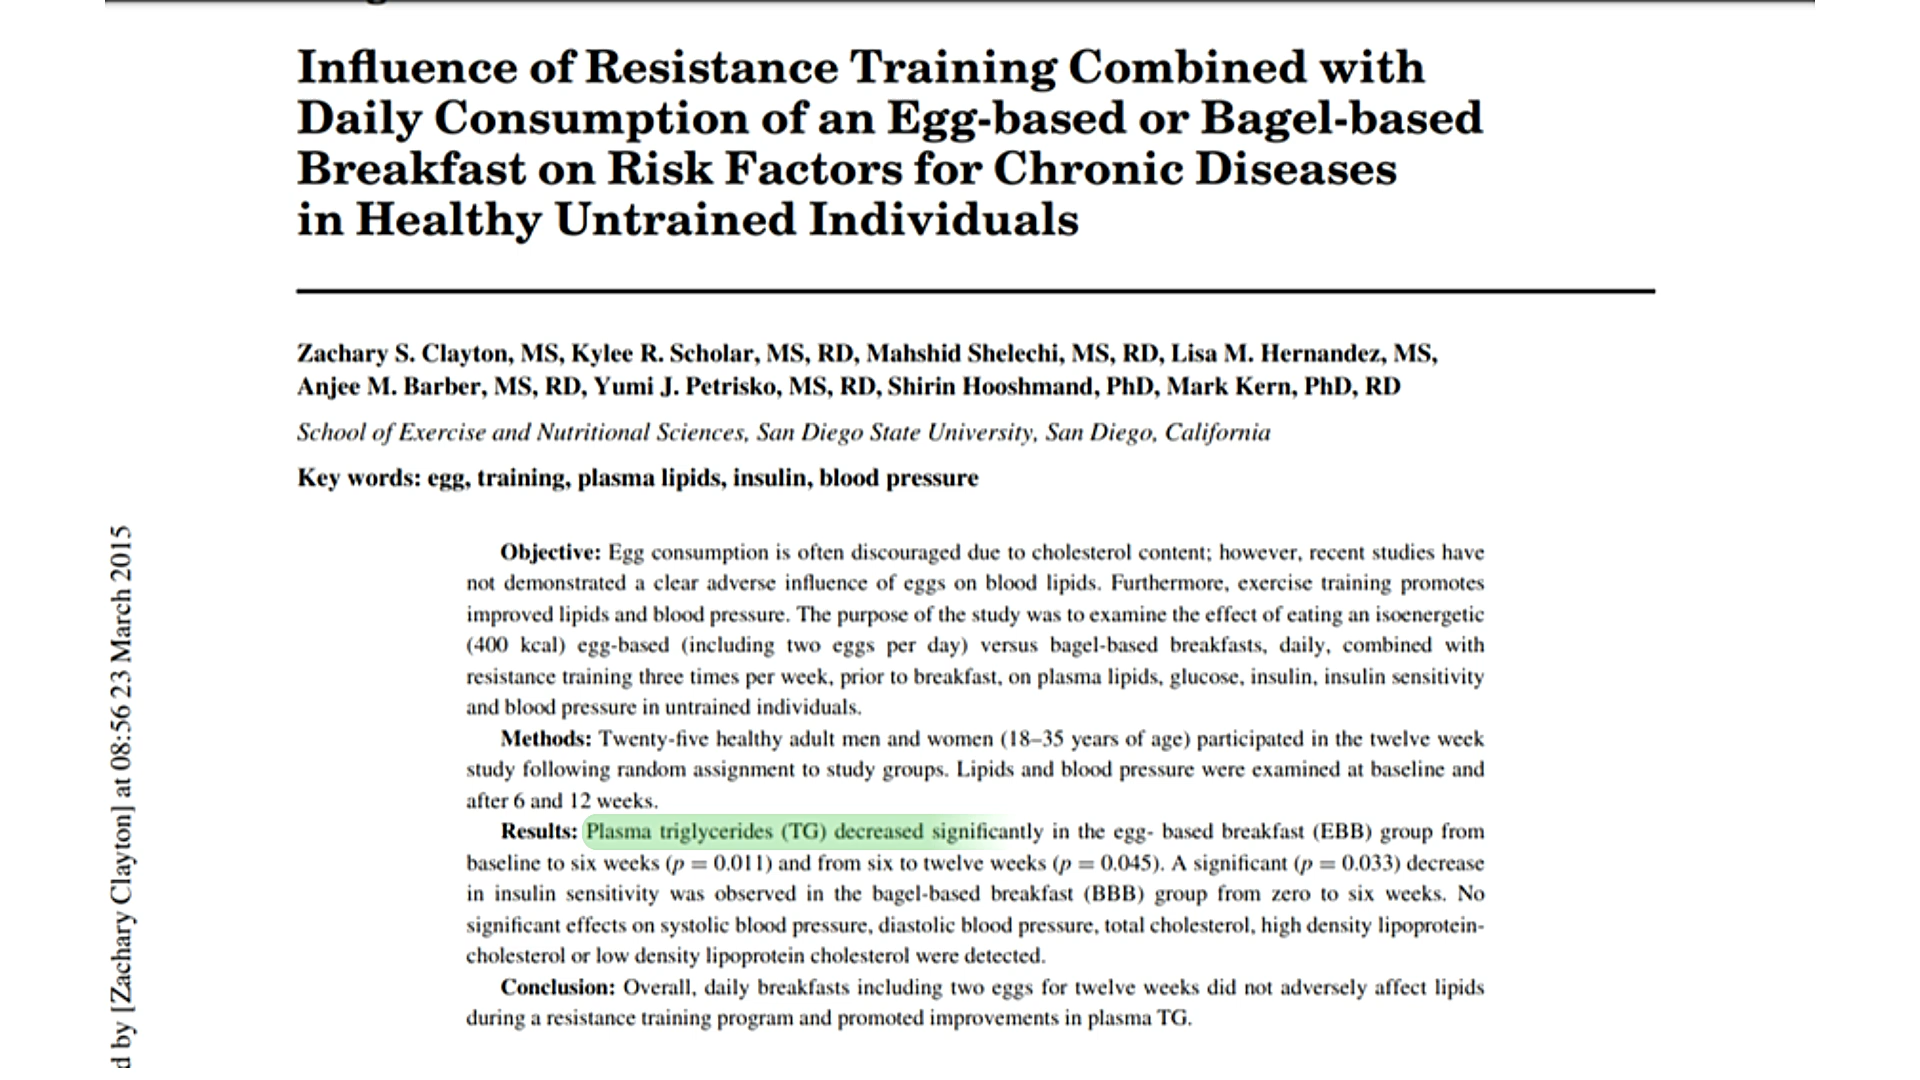 Influence of Resistance Training Combined with
Daily Consumption of an Egg-based or Bagel-based
Breakfast on Risk Factors for Chronic Diseases
in Healthy Untrained Individuals
Zachary S. Clayton, MS, Kylee R. Scholar, MS, RD, Mahshid Shelechi, MS, RD, Lisa M. Hernandez, MS,
Anjee M. Barber, MS, RD, Yumi J. Petrisko, MS, RD, Shirin Hooshmand, PhD, Mark Kern, PhD, RD
School of Exercise and Nutritional Sciences, San Diego State University, San Diego, California
Key words: egg, training, plasma lipids, insulin, blood pressure
Objective: Egg consumption is often discouraged due to cholesterol content; however, recent studies have
not demonstrated a clear adverse influence of eggs on blood lipids. Furthermore, exercise training promotes
improved lipids and blood pressure. The purpose of the study was to examine the effect of eating an isoenergetic
(400 kcal) egg-based (including two eggs per day) versus bagel-based breakfasts, daily, combined with
resistance training three times per week, prior to breakfast, on plasma lipids, glucose, insulin, insulin sensitivity
and blood pressure in untrained individuals.
Methods: Twenty-five healthy adult men and women (18–35 years of age) participated in the twelve week
study following random assignment to study groups. Lipids and blood pressure were examined at baseline and
after 6 and 12 weeks.
Results: Plasma triglycerides (TG) decreased significantly in the egg- based breakfast (EBB) group from
baseline to six weeks (p = 0.011) and from six to twelve weeks (p = 0.045). A significant (p = 0.033) decrease
in insulin sensitivity was observed in the bagel-based breakfast (BBB) group from zero to six weeks. No
significant effects on systolic blood pressure, diastolic blood pressure, total cholesterol, high density lipoprotein-
cholesterol or low density lipoprotein cholesterol were detected.
Conclusion: Overall, daily breakfasts including two eggs for twelve weeks did not adversely affect lipids
during a resistance training program and promoted improvements in plasma TG.
d by [Zachary Clayton] at 08:56 23 March 2015